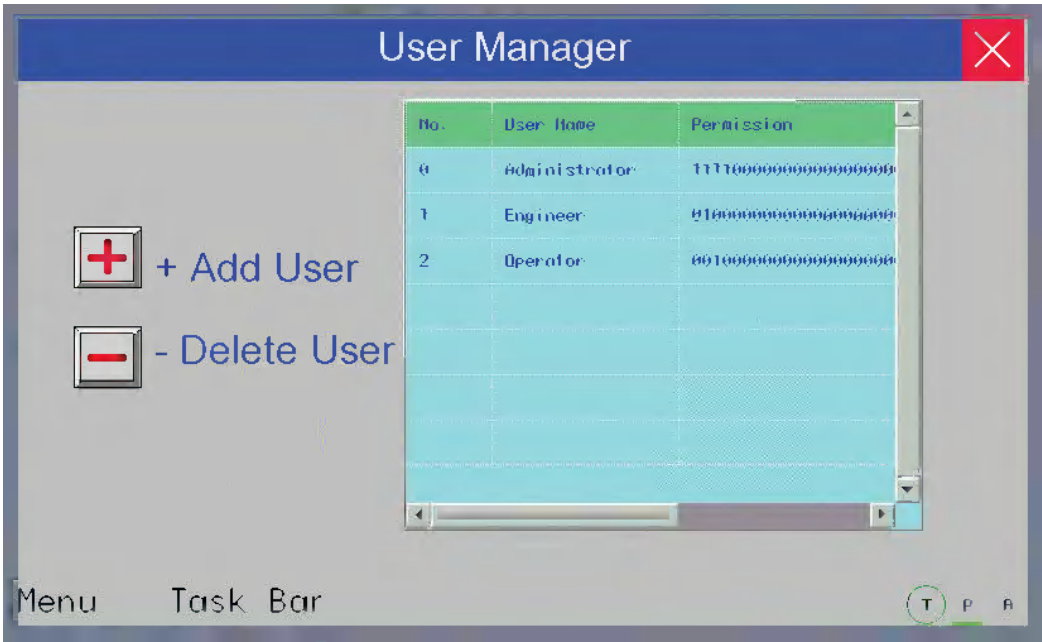 User Manager
No. User Name Permission
0 Administrator
1 Engineer
2 Operator
+ Add User
- Delete User
Menu Task Bar
T P A